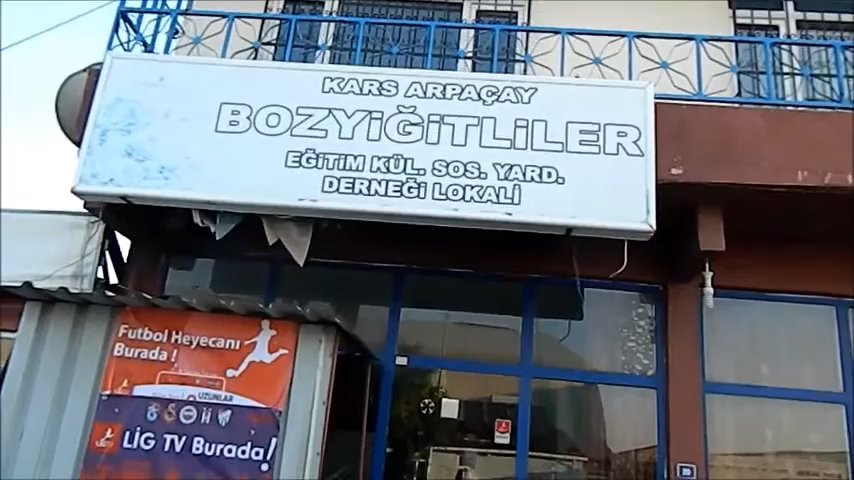 KARS ARPAÇAY
BOZYİĞİTLİLER
EĞİTİM KÜL. SOS. YARD.
DERNEĞİ LOKALİ
Futbol Heyecanı
Burada !
UZUNLAR
LİG TV Burada !